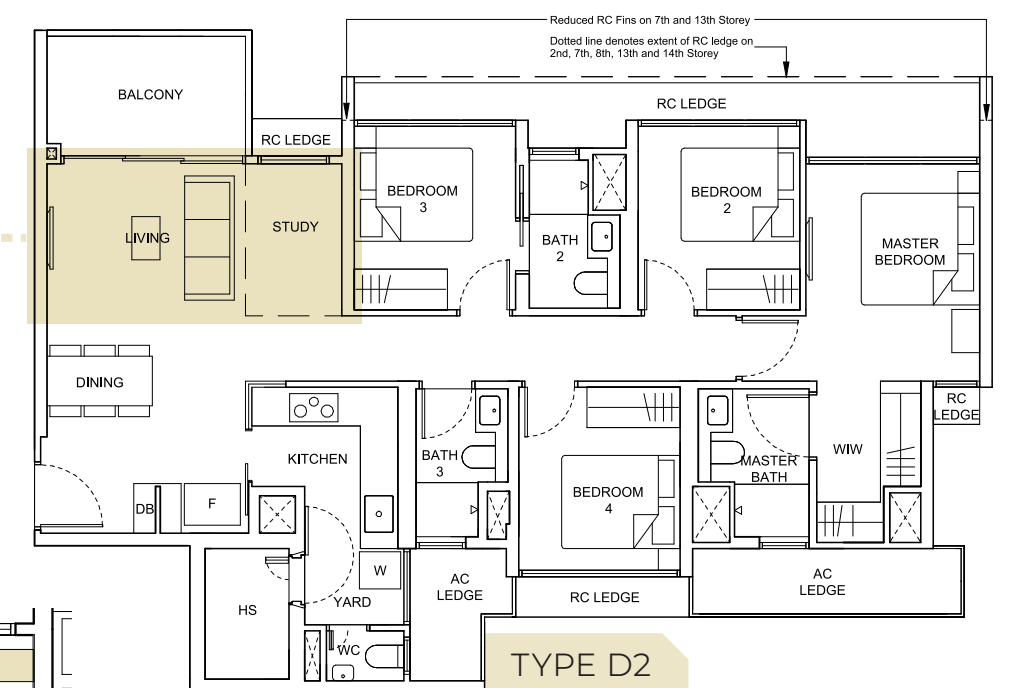 Reduced RC Fins on 7th and 13th Storey
Dotted line denotes extent of RC ledge on
2nd, 7th, 8th, 13th and 14th Storey
BALCONY
RC LEDGE
RC LEDGE
BEDROOM
3
BEDROOM
2
LIVING
STUDY
BATH
2
MASTER
BEDROOM
DINING
RC
LEDGE
KITCHEN
BATH
3
MASTER
BATH
WIW
BEDROOM
4
DB
F
W
AC
LEDGE
AC
LEDGE
HS
YARD
RC LEDGE
WC
TYPE D2